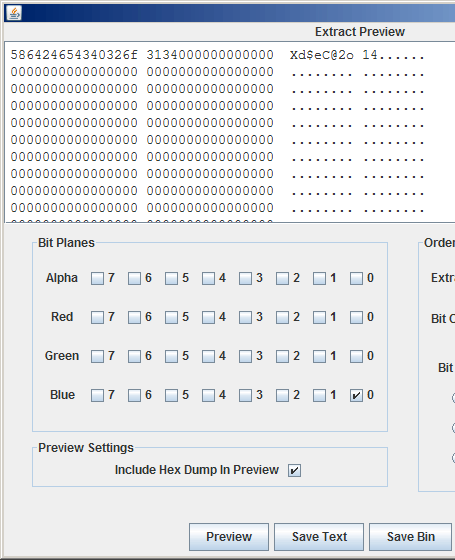 Extract Preview
586424654340326f 3134000000000000 Xd$eC@2o 14......
0000000000000000 0000000000000000 ........ ........
0000000000000000 0000000000000000 ........ ........
0000000000000000 0000000000000000 ........ ........
0000000000000000 0000000000000000 ........ ........
0000000000000000 0000000000000000 ........ ........
0000000000000000 0000000000000000 ........ ........
0000000000000000 0000000000000000 ........ ........
0000000000000000 0000000000000000 ........ ........
0000000000000000 0000000000000000 ........ ........
Bit Planes
Order
Alpha 7 6 5 4 3 2 1 0
Extra
Red 7 6 5 4 3 2 1 0
Bit O
Green 7 6 5 4 3 2 1 0
Bit
Blue 7 6 5 4 3 2 1 0
Preview Settings
Include Hex Dump In Preview
Preview Save Text Save Bin